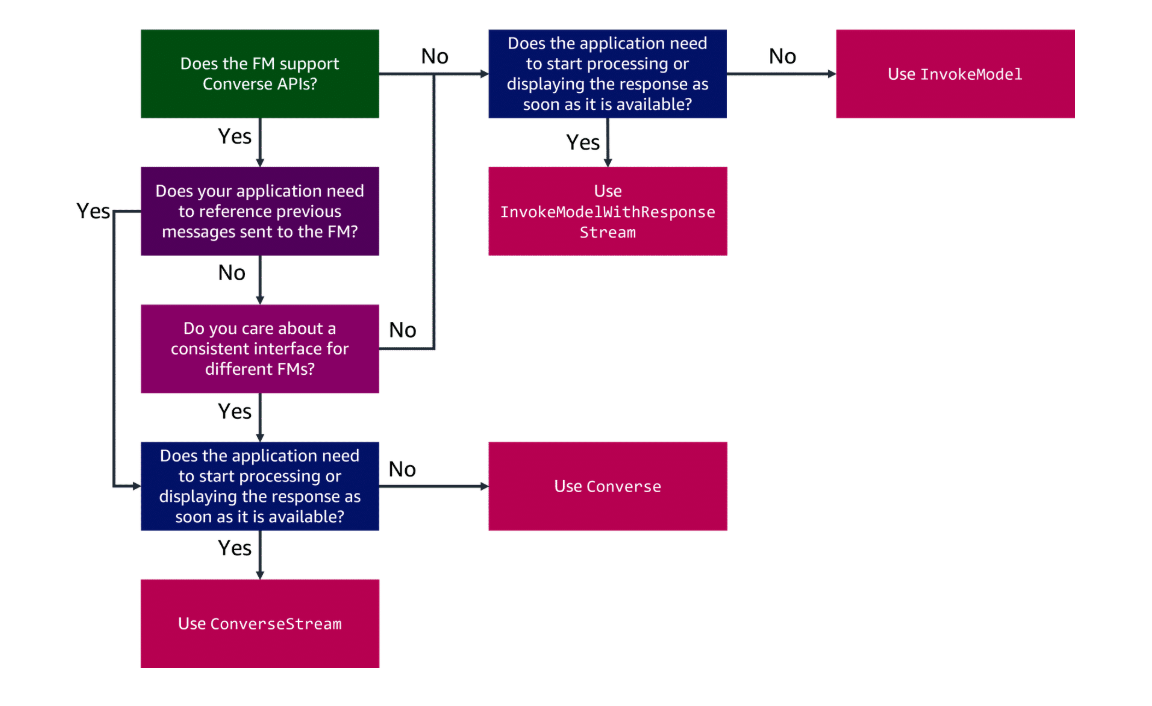 Does the FM support
Converse APIs?
No
Does the application need
to start processing or
displaying the response as
soon as it is available?
No
Use InvokeModel
Yes
Yes
Does your application need
to reference previous
messages sent to the FM?
Yes
Use
InvokeModelWithResponse
Stream
No
Do you care about a
consistent interface for
different FMs?
No
Yes
Does the application need
to start processing or
displaying the response as
soon as it is available?
No
Use Converse
Yes
Use ConverseStream